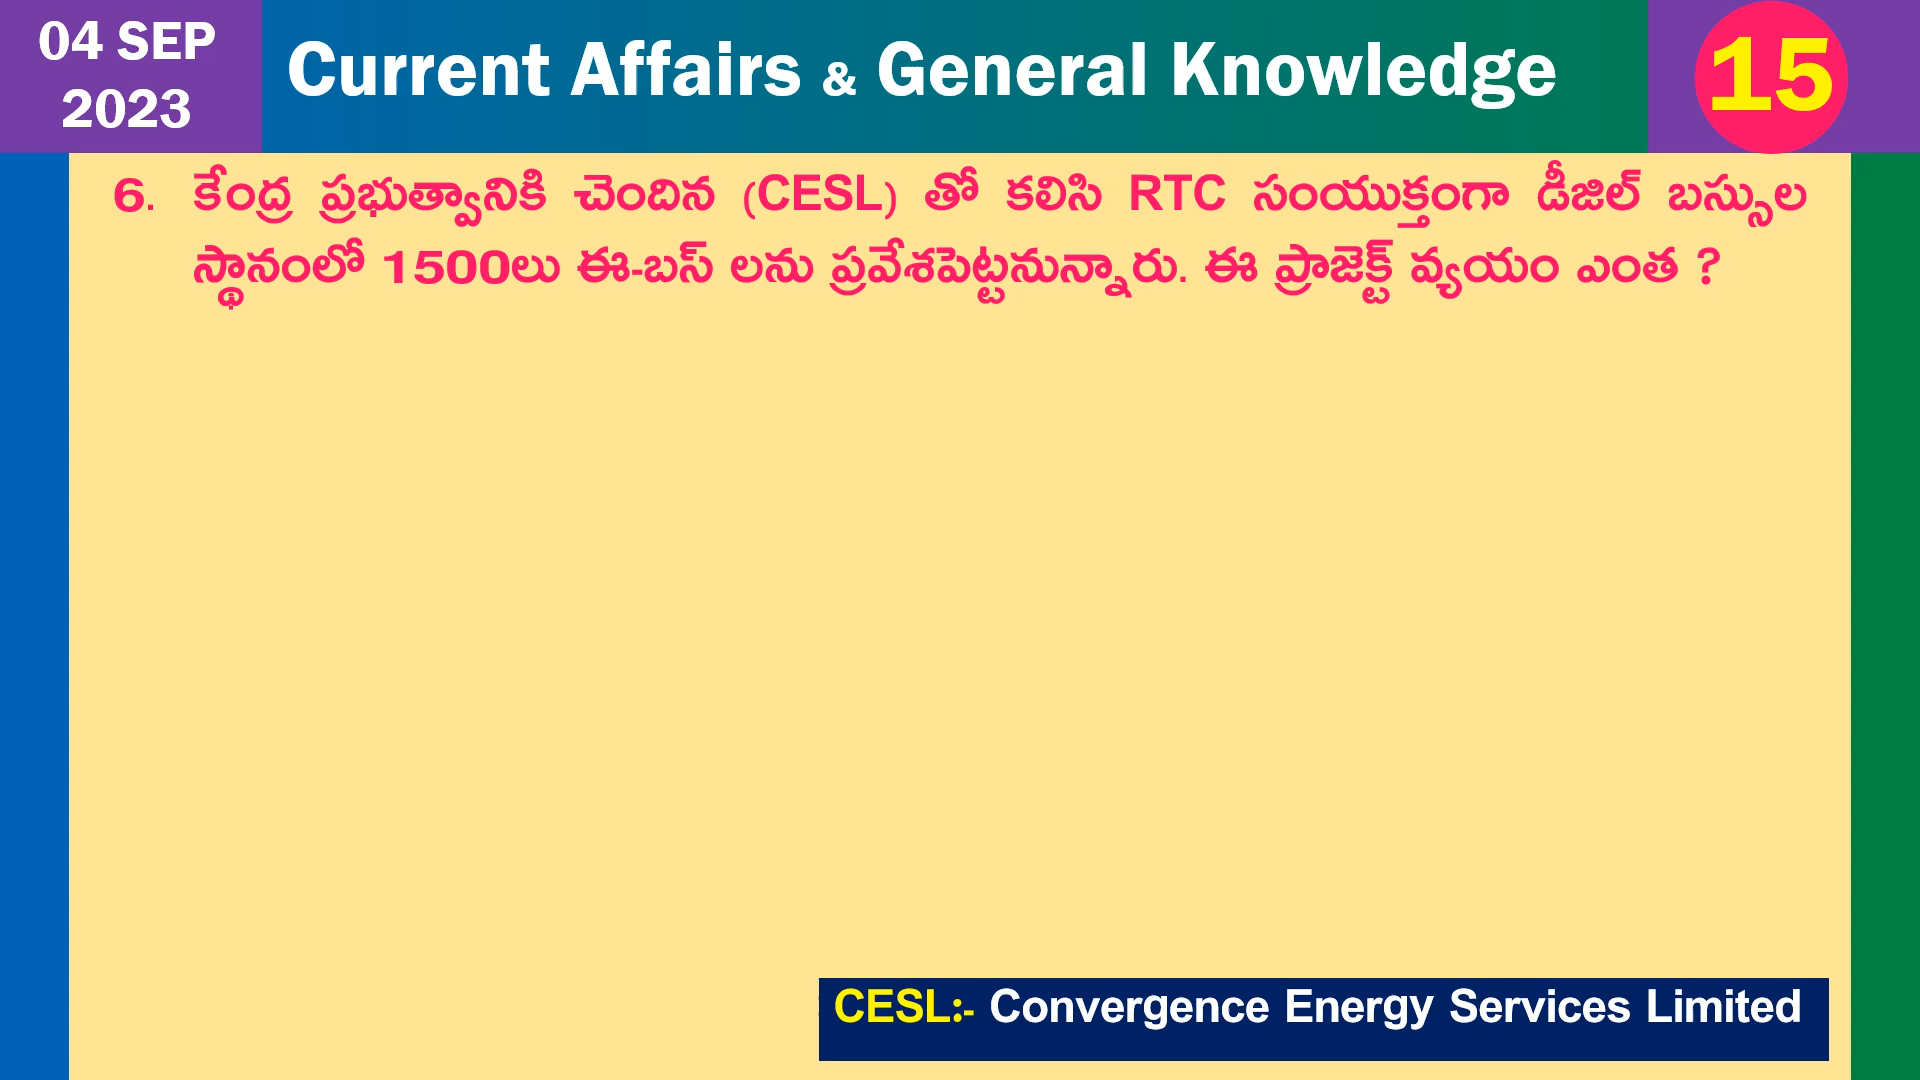 04 SEP
2023
Current Affairs & General Knowledge
15
6. కేంద్ర ప్రభుత్వానికి చెందిన (CESL) తో కలిసి RTC సంయుక్తంగా డీజిల్ బస్సుల
స్థానంలో 1500లు ఈ-బస్ లను ప్రవేశపెట్టనున్నారు. ఈ ప్రాజెక్ట్ వ్యయం ఎంత ?
CESL:- Convergence Energy Services Limited